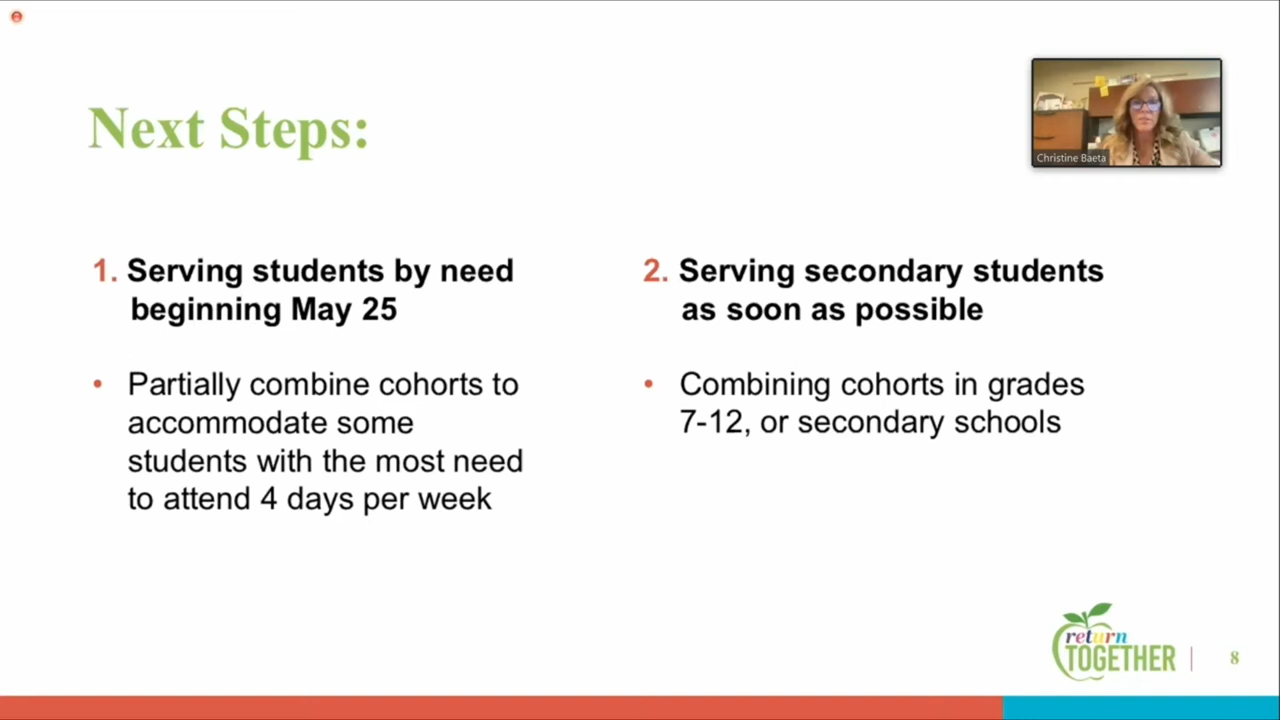 Next Steps:
Christine Baeta
1. Serving students by need
beginning May 25
• Partially combine cohorts to
accommodate some
students with the most need
to attend 4 days per week
2. Serving secondary students
as soon as possible
• Combining cohorts in grades
7-12, or secondary schools
return
TOGETHER
8